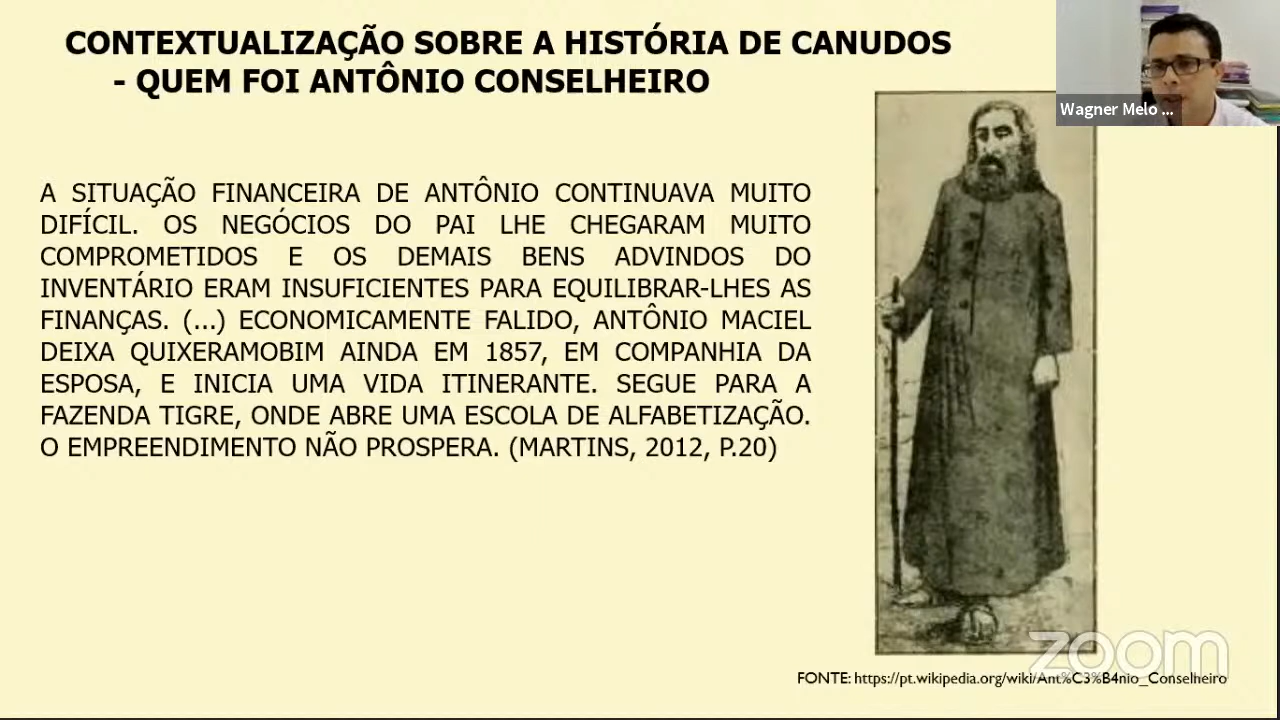 CONTEXTUALIZAÇÃO SOBRE A HISTÓRIA DE CANUDOS
- QUEM FOI ANTÔNIO CONSELHEIRO
Wagner Melo ...
A SITUAÇÃO FINANCEIRA DE ANTÔNIO CONTINUAVA MUITO
DIFÍCIL. OS NEGÓCIOS DO PAI LHE CHEGARAM MUITO
COMPROMETIDOS E OS DEMAIS BENS ADVINDOS DO
INVENTÁRIO ERAM INSUFICIENTES PARA EQUILIBRAR-LHES AS
FINANÇAS. (...) ECONOMICAMENTE FALIDO, ANTÔNIO MACIEL
DEIXA QUIXERAMOBIM AINDA EM 1857, EM COMPANHIA DA
ESPOSA, E INICIA UMA VIDA ITINERANTE. SEGUE PARA A
FAZENDA TIGRE, ONDE ABRE UMA ESCOLA DE ALFABETIZAÇÃO.
O EMPREENDIMENTO NÃO PROSPERA. (MARTINS, 2012, P.20)
zoom
FONTE: https://pt.wikipedia.org/wiki/Ant%C3%B4nio_Conselheiro